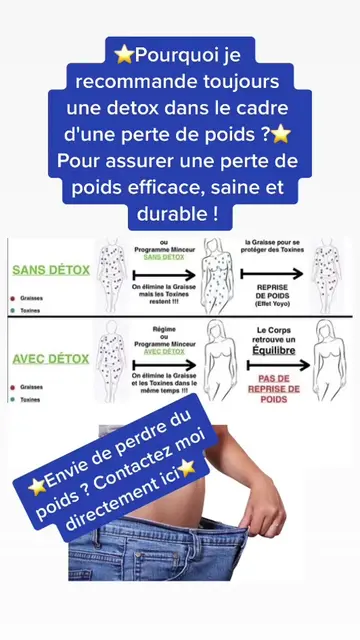 ⭐Pourquoi je
recommande toujours
une detox dans le cadre
d'une perte de poids ?⭐
Pour assurer une perte de
poids efficace, saine et
durable !
SANS DÉTOX
Graisses
Toxines
ou
Programme Minceur
SANS DÉTOX
On élimine la Graisse
mais les Toxines
restent !!!
la Graisse pour se
protéger des Toxines
REPRISE
DE POIDS
(Effet Yoyo)
AVEC DÉTOX
Graisses
Toxines
Régime
ou
Programme Minceur
AVEC DÉTOX
On élimine la Graisse
et les Toxines dans le
même temps !!!
Le Corps
retrouve un
Équilibre
PAS DE
REPRISE DE
POIDS
⭐Envie de perdre du
poids ? Contactez moi
directement ici⭐